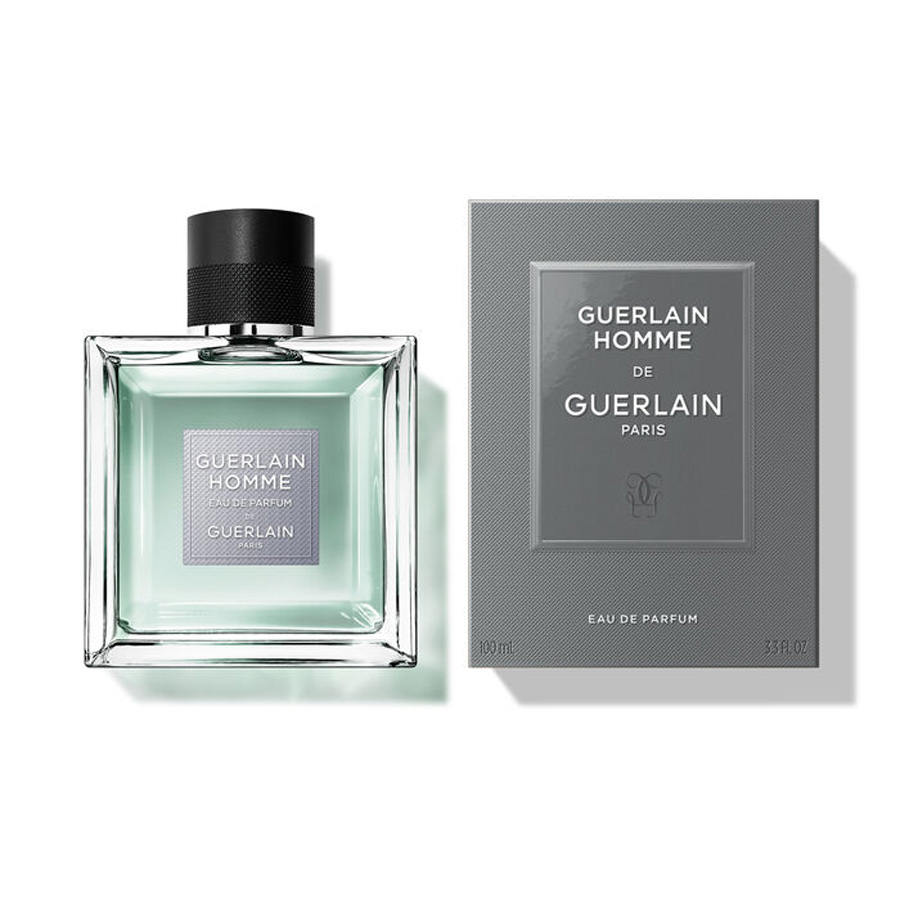 GUERLAIN
HOMME
EAU DE PARFUM
DE
GUERLAIN
PARIS
GUERLAIN
HOMME
DE
GUERLAIN
PARIS
EAU DE PARFUM
100 ml
3.3 FL. OZ